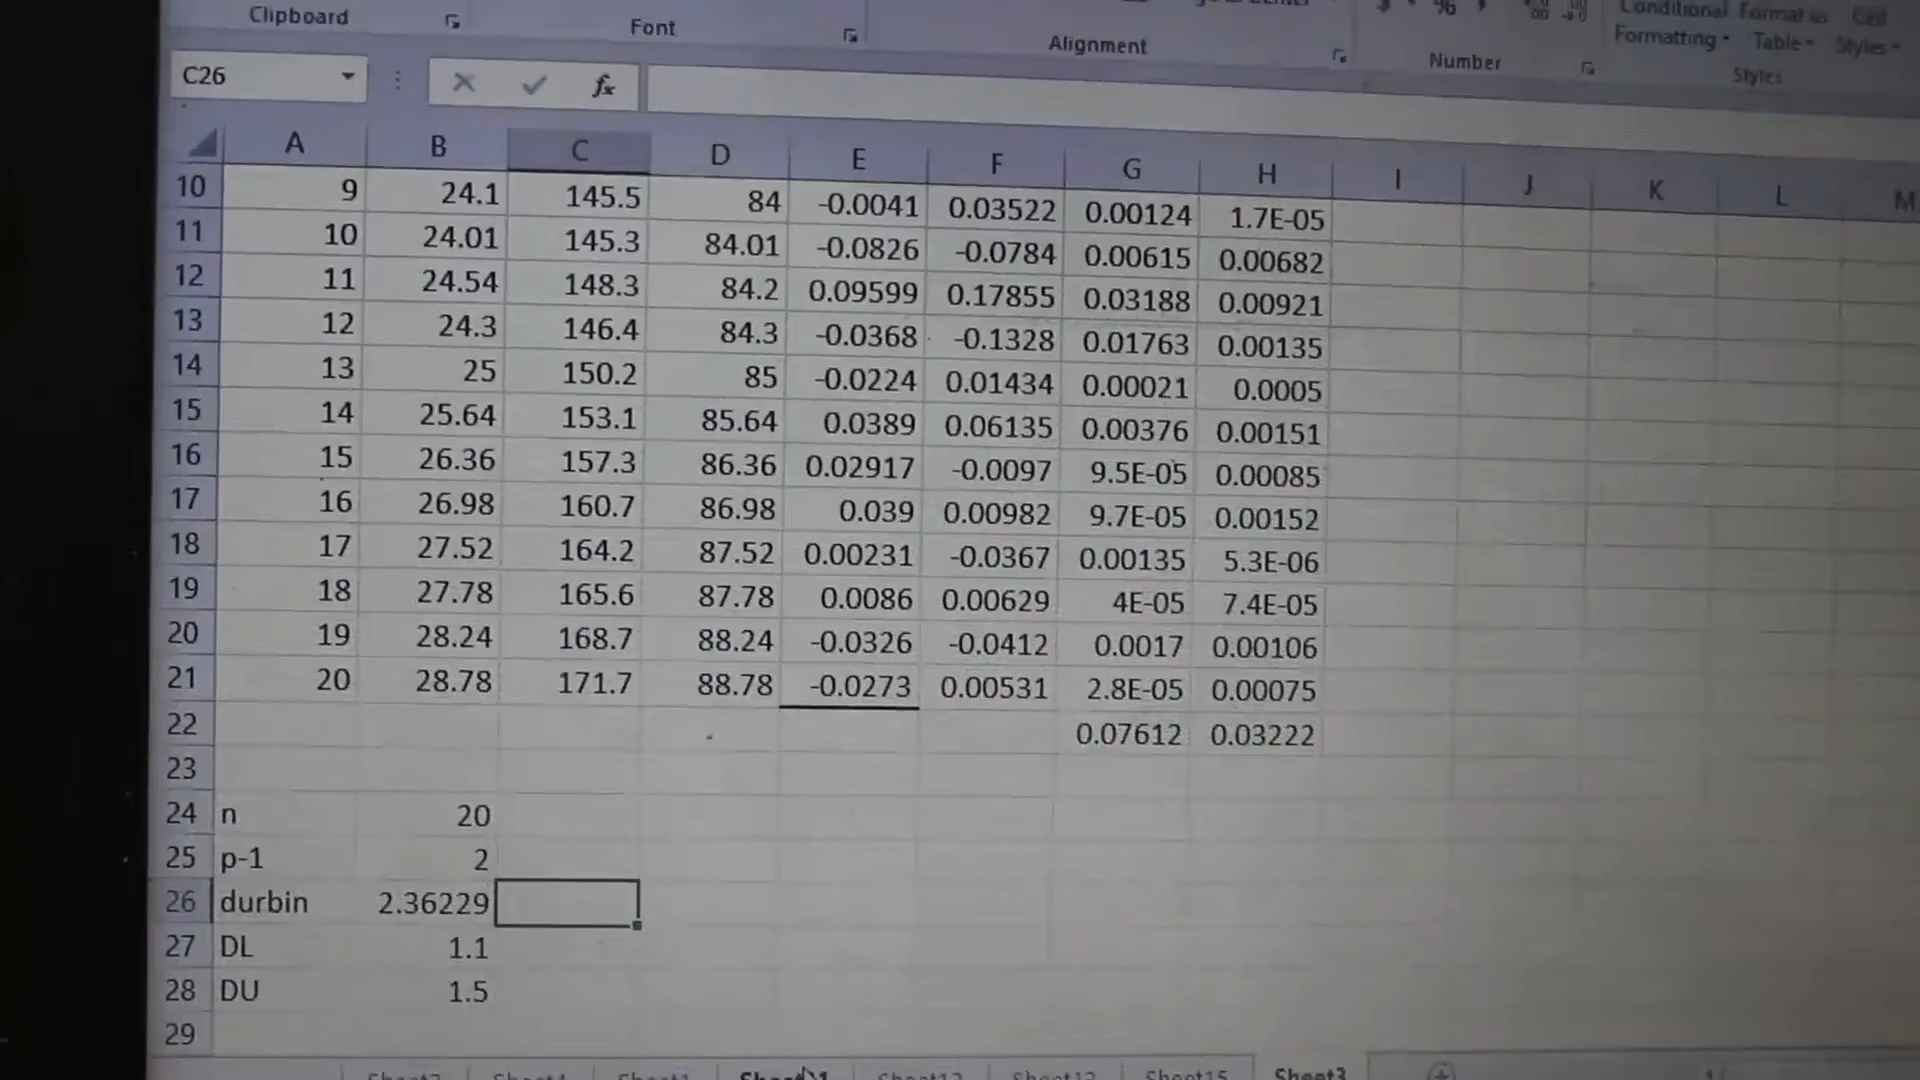 Clipboard Font Alignment Number Conditional Formatting Format as Table Cell Styles Styles
C26 fx
A B C D E F G H I J K L M
10 9 24.1 145.5 84 -0.0041 0.03522 0.00124 1.7E-05
11 10 24.01 145.3 84.01 -0.0826 -0.0784 0.00615 0.00682
12 11 24.54 148.3 84.2 0.09599 0.17855 0.03188 0.00921
13 12 24.3 146.4 84.3 -0.0368 -0.1328 0.01763 0.00135
14 13 25 150.2 85 -0.0224 0.01434 0.00021 0.0005
15 14 25.64 153.1 85.64 0.0389 0.06135 0.00376 0.00151
16 15 26.36 157.3 86.36 0.02917 -0.0097 9.5E-05 0.00085
17 16 26.98 160.7 86.98 0.039 0.00982 9.7E-05 0.00152
18 17 27.52 164.2 87.52 0.00231 -0.0367 0.00135 5.3E-06
19 18 27.78 165.6 87.78 0.0086 0.00629 4E-05 7.4E-05
20 19 28.24 168.7 88.24 -0.0326 -0.0412 0.0017 0.00106
21 20 28.78 171.7 88.78 -0.0273 0.00531 2.8E-05 0.00075
22 0.07612 0.03222
23
24 n 20
25 p-1 2
26 durbin 2.36229
27 DL 1.1
28 DU 1.5
29
Sheet15 Sheet3